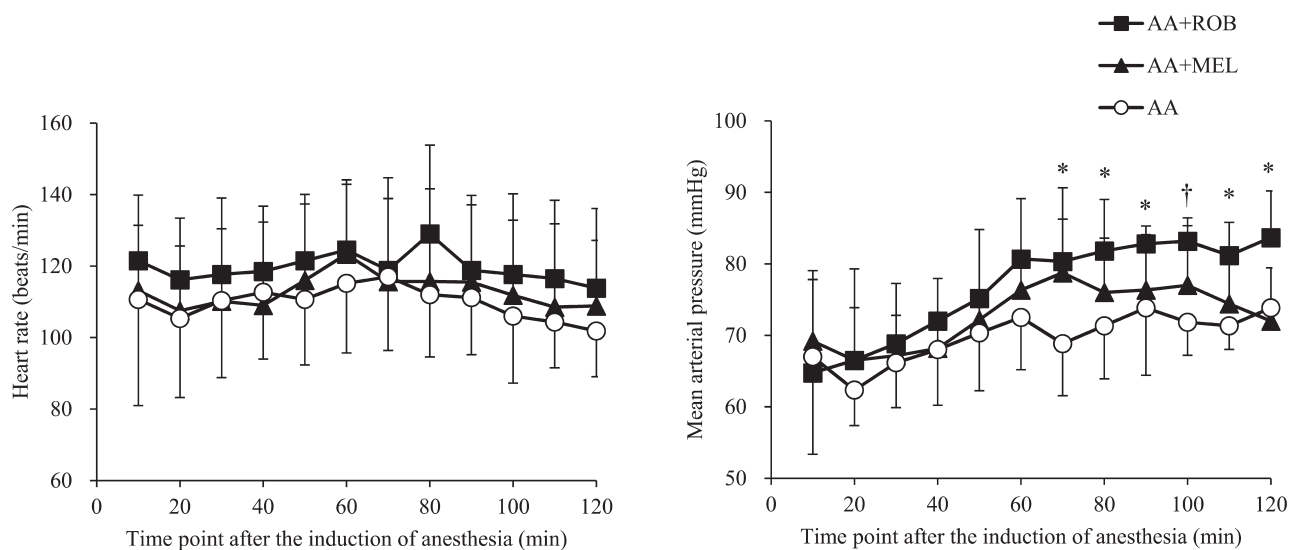 AA+ROB
AA+MEL
AA
160
140
120
100
80
60
0 20 40 60 80 100 120
Heart rate (beats/min)
Time point after the induction of anesthesia (min)
100
90
80
70
60
50
0 20 40 60 80 100 120
Mean arterial pressure (mmHg)
* * * † * *
Time point after the induction of anesthesia (min)